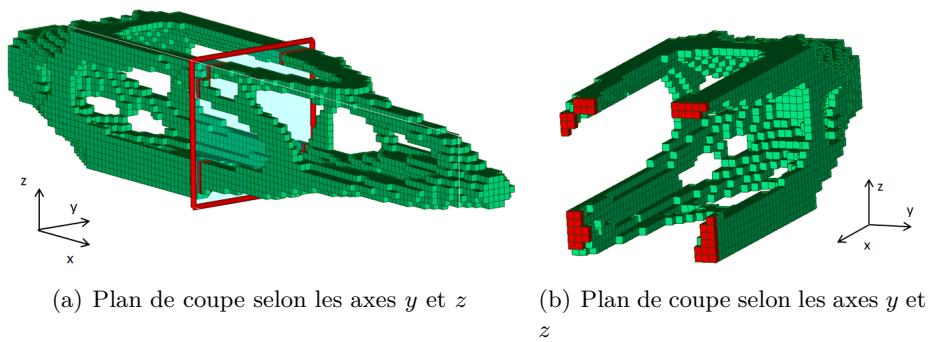 z
y
x
z
y
x
(a) Plan de coupe selon les axes y et z
(b) Plan de coupe selon les axes y et
z